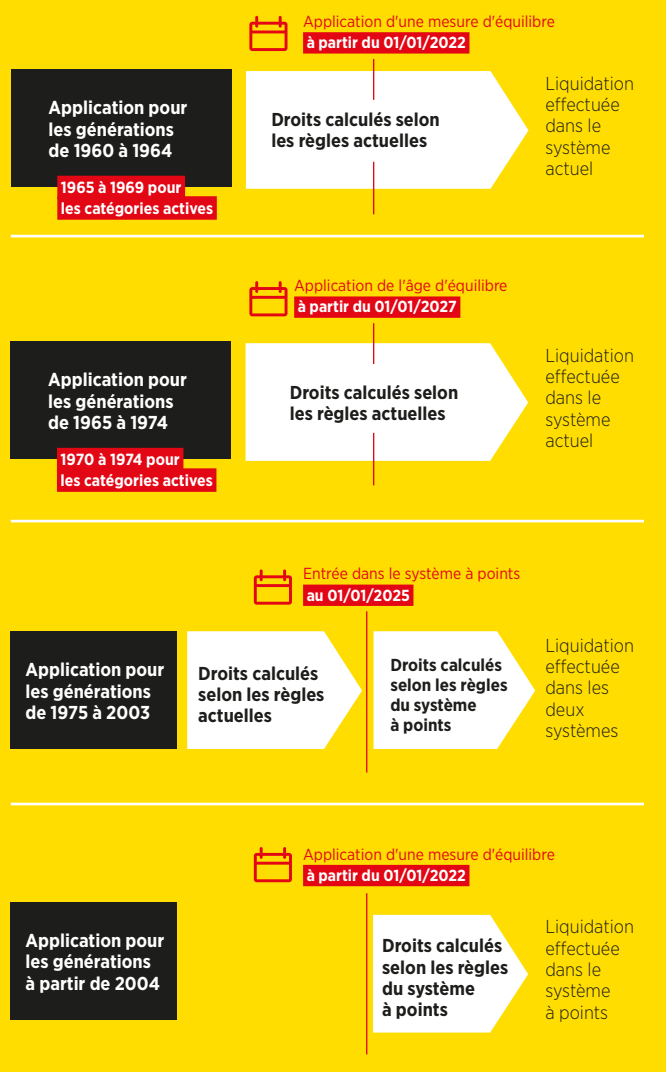 Application d'une mesure d'équilibre
à partir du 01/01/2022
Application pour
les générations
de 1960 à 1964
1965 à 1969 pour
les catégories actives
Droits calculés selon
les règles actuelles
Liquidation
effectuée
dans le
système
actuel
Application de l'âge d'équilibre
à partir du 01/01/2027
Application pour
les générations
de 1965 à 1974
1970 à 1974 pour
les catégories actives
Droits calculés selon
les règles actuelles
Liquidation
effectuée
dans le
système
actuel
Entrée dans le système à points
au 01/01/2025
Application pour
les générations
de 1975 à 2003
Droits calculés
selon les règles
actuelles
Droits calculés
selon les règles
du système
à points
Liquidation
effectuée
dans les
deux
systèmes
Application d'une mesure d'équilibre
à partir du 01/01/2022
Application pour
les générations
à partir de 2004
Droits calculés
selon les règles
du système
à points
Liquidation
effectuée
dans le
système
à points